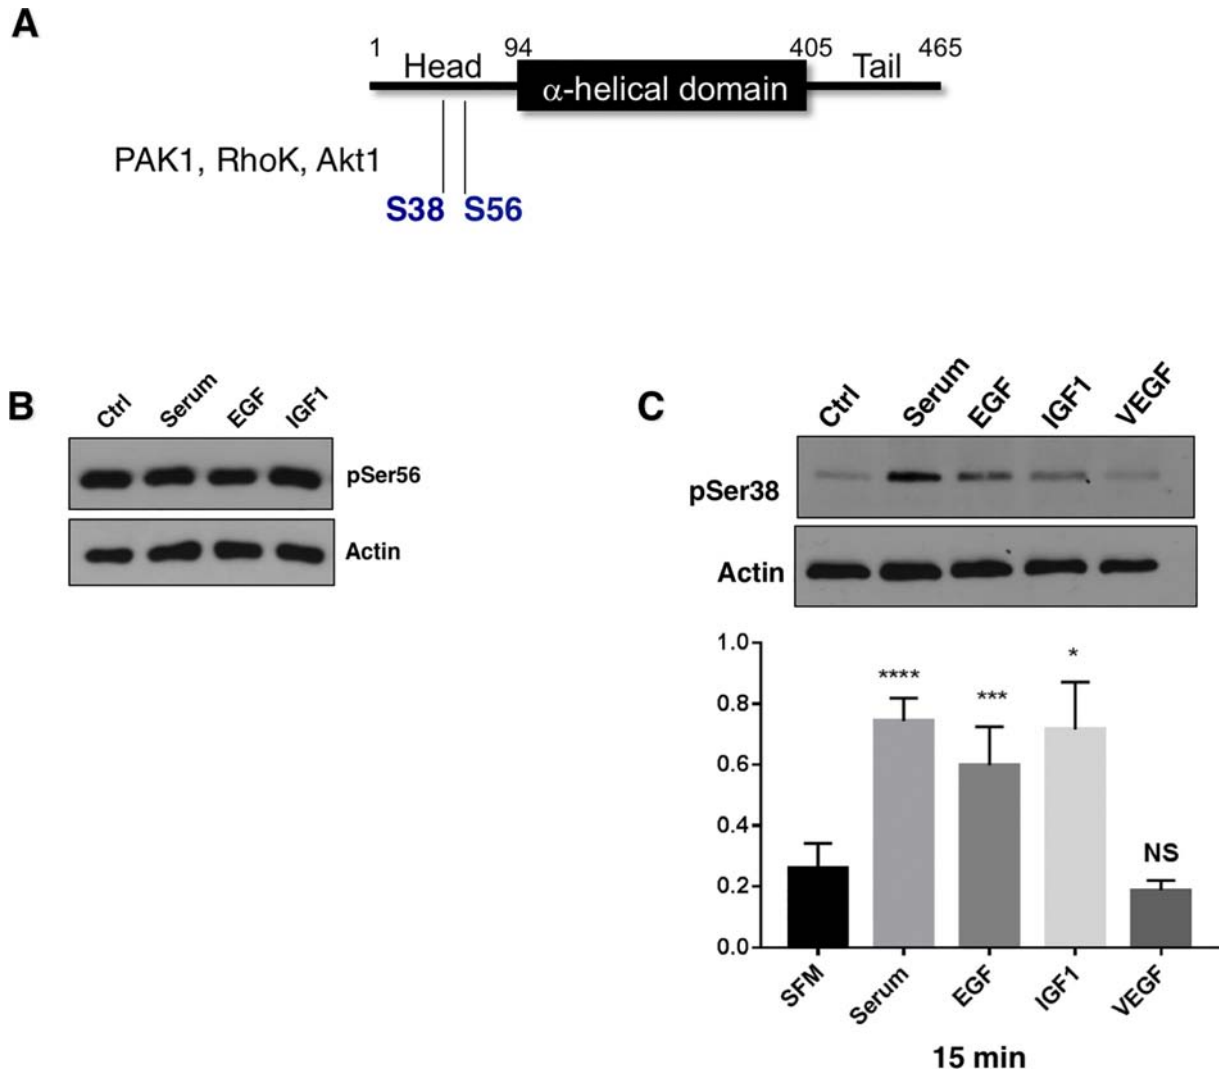 A
1 94 405 465
Head Tail
α-helical domain
PAK1, RhoK, Akt1
S38 S56
B
Ctrl Serum EGF IGF1
pSer56
Actin
C
Ctrl Serum EGF IGF1 VEGF
pSer38
Actin
1.0
0.8
0.6
0.4
0.2
0.0
**** *** * NS
SFM Serum EGF IGF1 VEGF
15 min